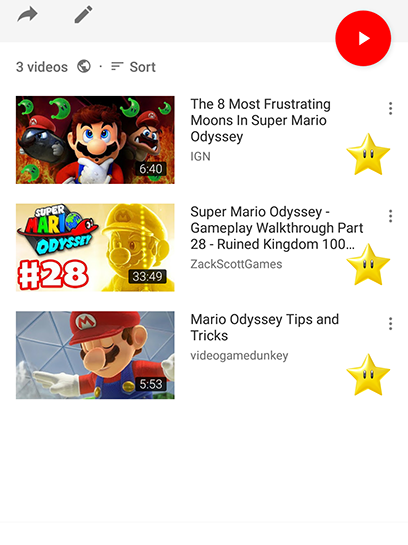 3 videos · Sort
The 8 Most Frustrating
Moons In Super Mario
Odyssey
IGN
6:40
Super Mario Odyssey -
Gameplay Walkthrough Part
28 - Ruined Kingdom 100...
ZackScottGames
SUPER
MARIO
ODYSSEY
#28
33:49
Mario Odyssey Tips and
Tricks
videogamedunkey
M
5:53